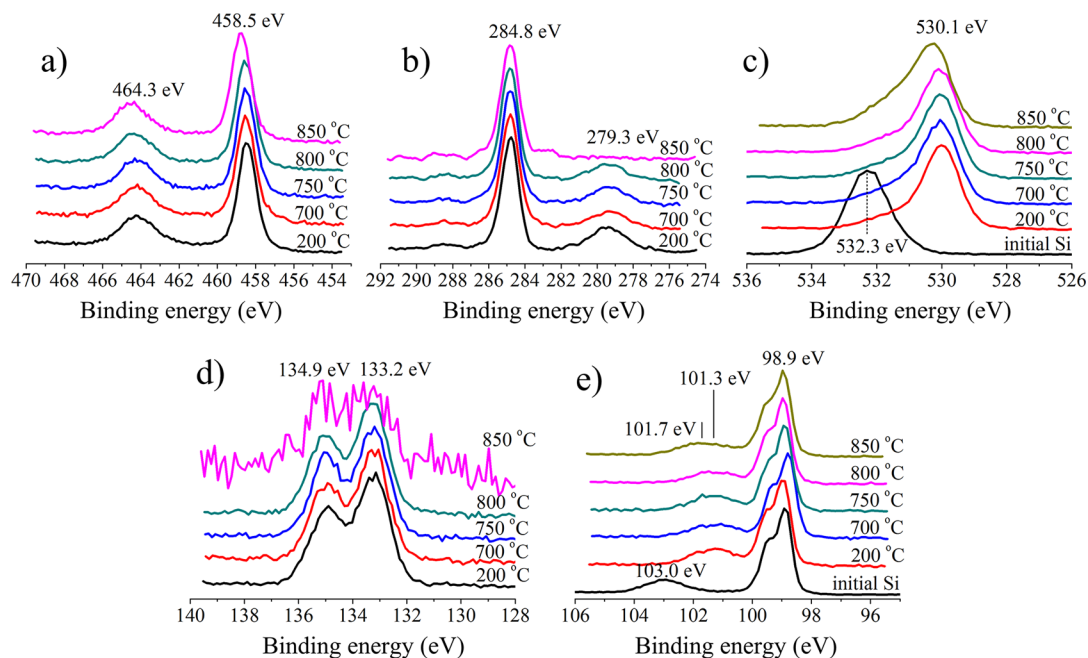 a)
464.3 eV
458.5 eV
850 °C
800 °C
750 °C
700 °C
200 °C
470 468 466 464 462 460 458 456 454
Binding energy (eV)
b)
284.8 eV
279.3 eV
850 °C
800 °C
750 °C
700 °C
200 °C
292 290 288 286 284 282 280 278 276 274
Binding energy (eV)
c)
530.1 eV
850 °C
800 °C
750 °C
700 °C
200 °C
initial Si
532.3 eV
536 534 532 530 528 526
Binding energy (eV)
d)
134.9 eV
133.2 eV
850 °C
800 °C
750 °C
700 °C
200 °C
140 138 136 134 132 130 128
Binding energy (eV)
e)
98.9 eV
101.3 eV
101.7 eV
850 °C
800 °C
750 °C
700 °C
200 °C
103.0 eV
initial Si
106 104 102 100 98 96
Binding energy (eV)